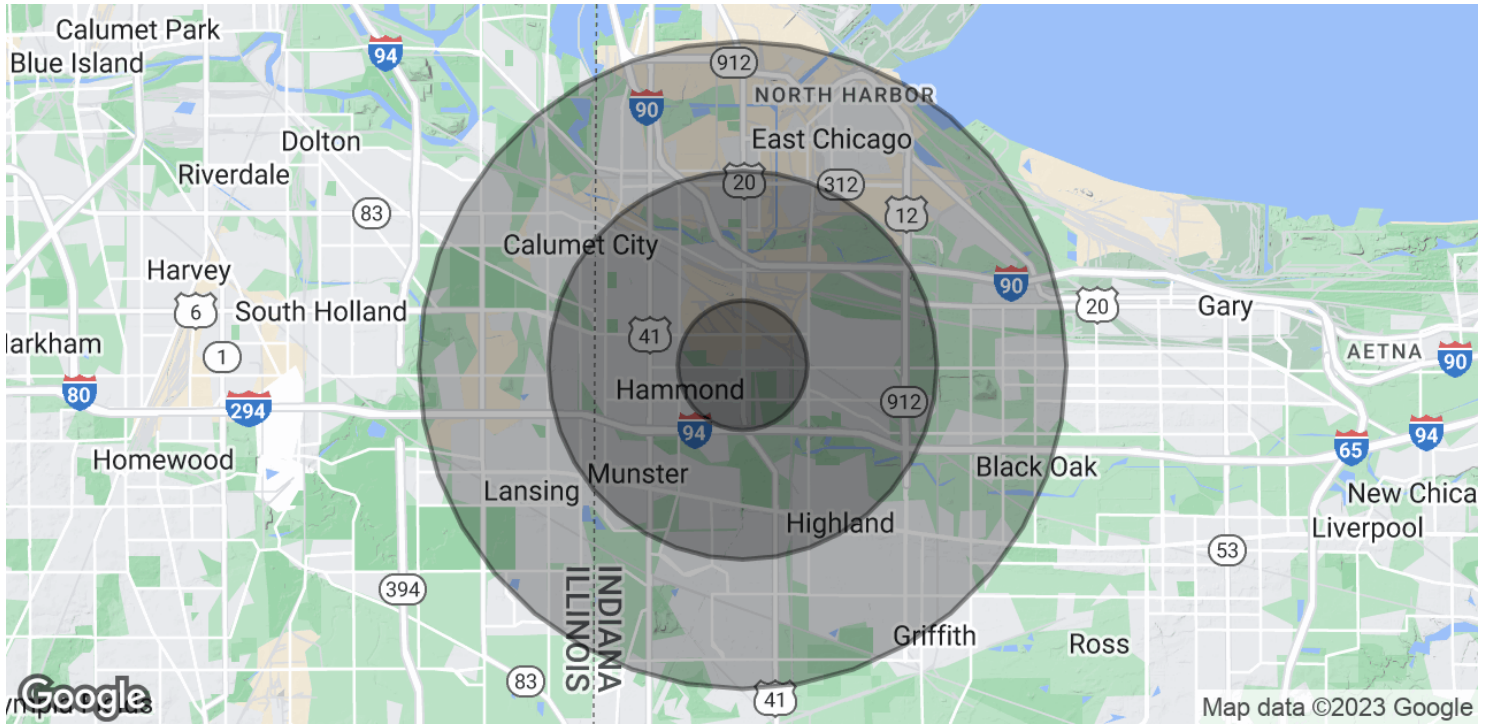 Calumet Park
Blue Island
94
912
90
NORTH HARBOR
Dolton
East Chicago
Riverdale
20
312
83
12
Calumet City
Harvey
90
6
South Holland
20
Gary
41
1
AETNA
90
80
Hammond
294
912
94
94
65
Homewood
Munster
Black Oak
Lansing
New Chica
Highland
Liverpool
53
INDIANA
ILLINOIS
394
Griffith
Ross
83
41
Google
Map data ©2023 Google